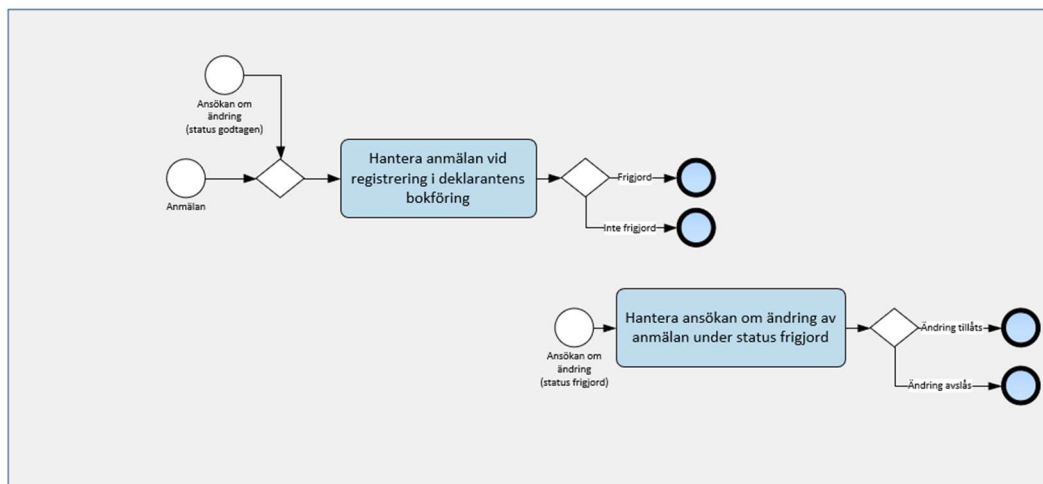 Ansökan om
ändring
(status godtagen)
Anmälan
Hantera anmälan vid
registrering i deklarantens
bokföring
Frigjord
Inte frigjord
Ansökan om
ändring
(status frigjord)
Hantera ansökan om ändring av
anmälan under status frigjord
Ändring tillåts
Ändring avslås